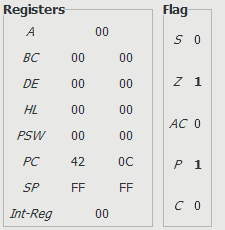 Registers
A 00
BC 00 00
DE 00 00
HL 00 00
PSW 00 00
PC 42 0C
SP FF FF
Int-Reg 00
Flag
S 0
Z 1
AC 0
P 1
C 0